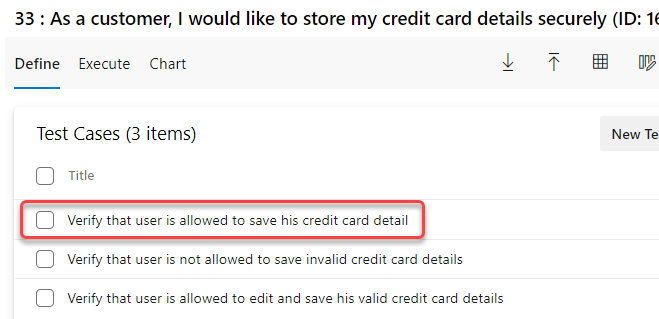 33 : As a customer, I would like to store my credit card details securely (ID: 16
Define Execute Chart
Test Cases (3 items)
New Te
Title
Verify that user is allowed to save his credit card detail
Verify that user is not allowed to save invalid credit card details
Verify that user is allowed to edit and save his valid credit card details